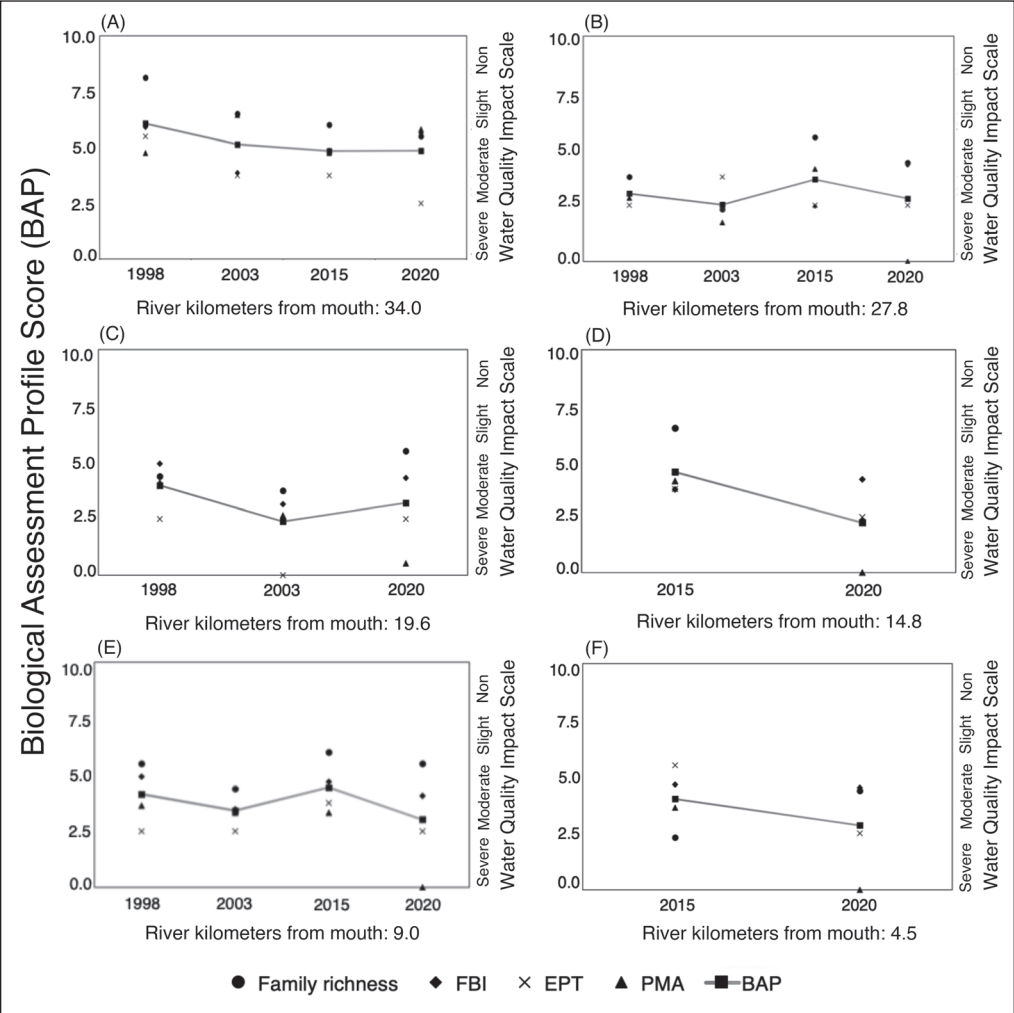 Biological Assessment Profile Score (BAP)
(A)
10.0
7.5
5.0
2.5
0.0
1998 2003 2015 2020
Severe Moderate Slight Non
Water Quality Impact Scale
River kilometers from mouth: 34.0
(B)
10.0
7.5
5.0
2.5
0.0
1998 2003 2015 2020
Severe Moderate Slight Non
Water Quality Impact Scale
River kilometers from mouth: 27.8
(C)
10.0
7.5
5.0
2.5
0.0
1998 2003 2020
Severe Moderate Slight Non
Water Quality Impact Scale
River kilometers from mouth: 19.6
(D)
10.0
7.5
5.0
2.5
0.0
2015 2020
Severe Moderate Slight Non
Water Quality Impact Scale
River kilometers from mouth: 14.8
(E)
10.0
7.5
5.0
2.5
0.0
1998 2003 2015 2020
Severe Moderate Slight Non
Water Quality Impact Scale
River kilometers from mouth: 9.0
(F)
10.0
7.5
5.0
2.5
0.0
2015 2020
Severe Moderate Slight Non
Water Quality Impact Scale
River kilometers from mouth: 4.5
Family richness FBI EPT PMA BAP